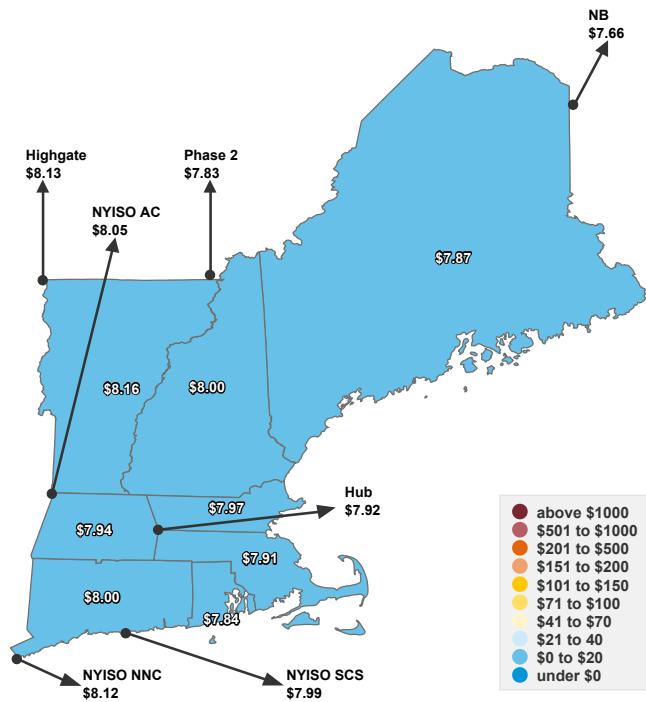 NB
$7.66
Highgate
$8.13
Phase 2
$7.83
NYISO AC
$8.05
$7.87
$8.16
$8.00
Hub
$7.92
$7.97
$7.94
$7.91
$8.00
$7.84
NYISO NNC
$8.12
NYISO SCS
$7.99
above $1000
$501 to $1000
$201 to $500
$151 to $200
$101 to $150
$71 to $100
$41 to $70
$21 to 40
$0 to $20
under $0